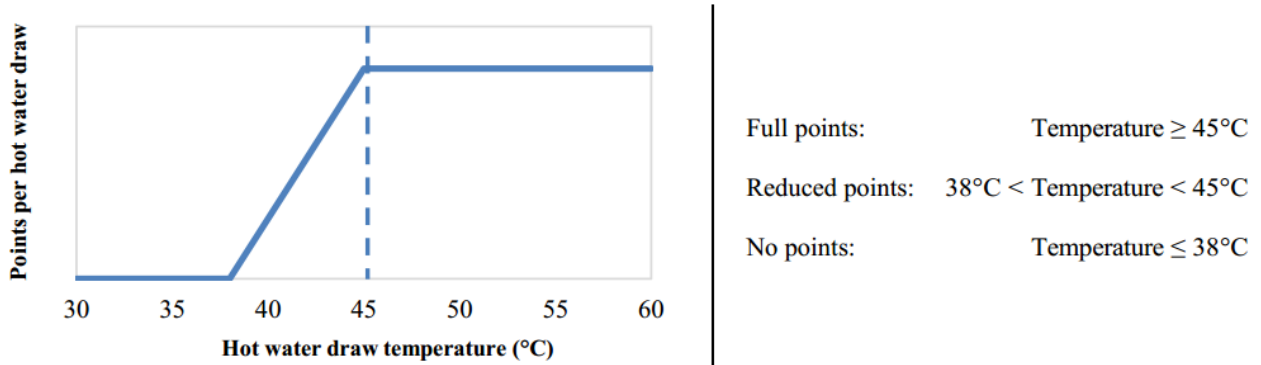 Points per hot water draw
30 35 40 45 50 55 60
Hot water draw temperature (°C)
Full points: Temperature ≥ 45°C
Reduced points: 38°C < Temperature < 45°C
No points: Temperature ≤ 38°C